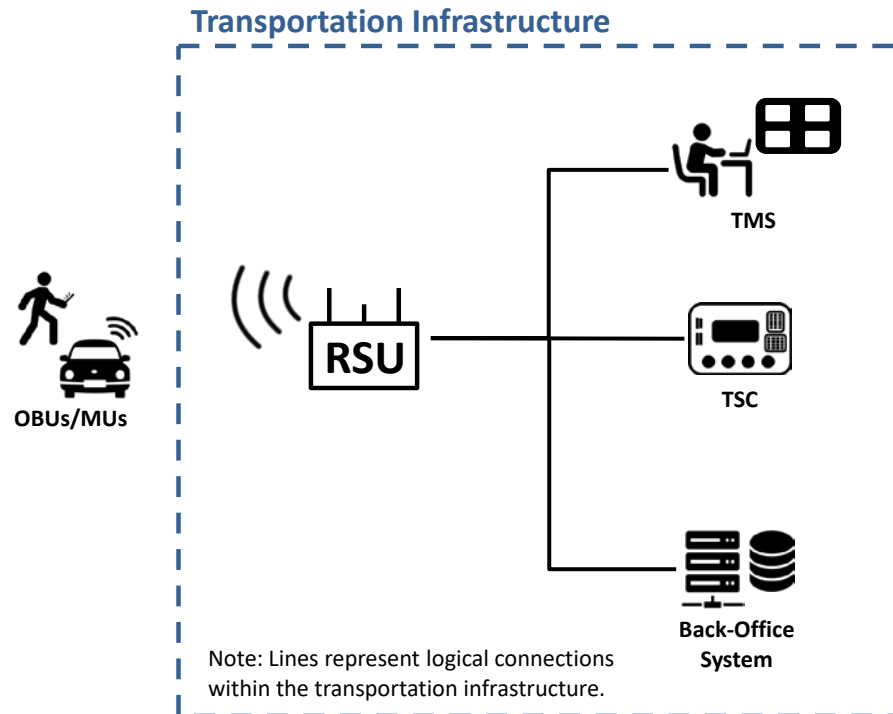 Transportation Infrastructure
TMS
RSU
TSC
OBUs/MUs
Back-Office
System
Note: Lines represent logical connections
within the transportation infrastructure.